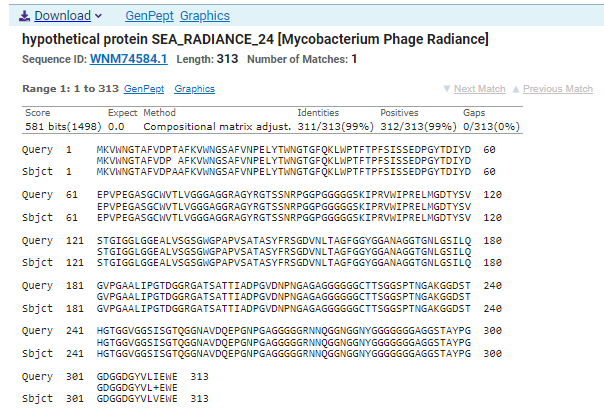 Download GenPept Graphics
hypothetical protein SEA_RADIANCE_24 [Mycobacterium Phage Radiance]
Sequence ID: WNM74584.1 Length: 313 Number of Matches: 1
Range 1: 1 to 313 GenPept Graphics Next Match Previous Match
Score Expect Method Identities Positives Gaps
581 bits(1498) 0.0 Compositional matrix adjust. 311/313(99%) 312/313(99%) 0/313(0%)
Query 1 MKVWNGTAFVDPTAFKVWNGSAFVNPELYTWNGTGFQKLWPTFTPFSISSEDPGYTDIYD 60
MKVWNGTAFVDP AFKVWNGSAFVNPELYTWNGTGFQKLWPTFTPFSISSEDPGYTDIYD
Sbjct 1 MKVWNGTAFVDPAAFKVWNGSAFVNPELYTWNGTGFQKLWPTFTPFSISSEDPGYTDIYD 60
Query 61 EPVPEGASGCWVTLVGGGAGGRAGYRGTSSNRPGGPGGGGGSKIPRVWIPRELMGDTYSV 120
EPVPEGASGCWVTLVGGGAGGRAGYRGTSSNRPGGPGGGGGSKIPRVWIPRELMGDTYSV
Sbjct 61 EPVPEGASGCWVTLVGGGAGGRAGYRGTSSNRPGGPGGGGGSKIPRVWIPRELMGDTYSV 120
Query 121 STGIGGLGGEALVSGSGWGPAPVSATASYFRSGDVNLTAGFGGYGGANAGGTGNLGSILQ 180
STGIGGLGGEALVSGSGWGPAPVSATASYFRSGDVNLTAGFGGYGGANAGGTGNLGSILQ
Sbjct 121 STGIGGLGGEALVSGSGWGPAPVSATASYFRSGDVNLTAGFGGYGGANAGGTGNLGSILQ 180
Query 181 GVPGAALIPGTDGGRGATSATTIADPGVDNPNGAGAGGGGGGCTTSGGSPTNGAKGGDST 240
GVPGAALIPGTDGGRGATSATTIADPGVDNPNGAGAGGGGGGCTTSGGSPTNGAKGGDST
Sbjct 181 GVPGAALIPGTDGGRGATSATTIADPGVDNPNGAGAGGGGGGCTTSGGSPTNGAKGGDST 240
Query 241 HGTGGVGGSISGTQGGNAVDQEPGNPGAGGGGGRNNQGGNGGNYGGGGGGGAGGSTAYPG 300
HGTGGVGGSISGTQGGNAVDQEPGNPGAGGGGGRNNQGGNGGNYGGGGGGGAGGSTAYPG
Sbjct 241 HGTGGVGGSISGTQGGNAVDQEPGNPGAGGGGGRNNQGGNGGNYGGGGGGGAGGSTAYPG 300
Query 301 GDGGDGYVLIEWE 313
GDGGDGYVL+EWE
Sbjct 301 GDGGDGYVLVEWE 313